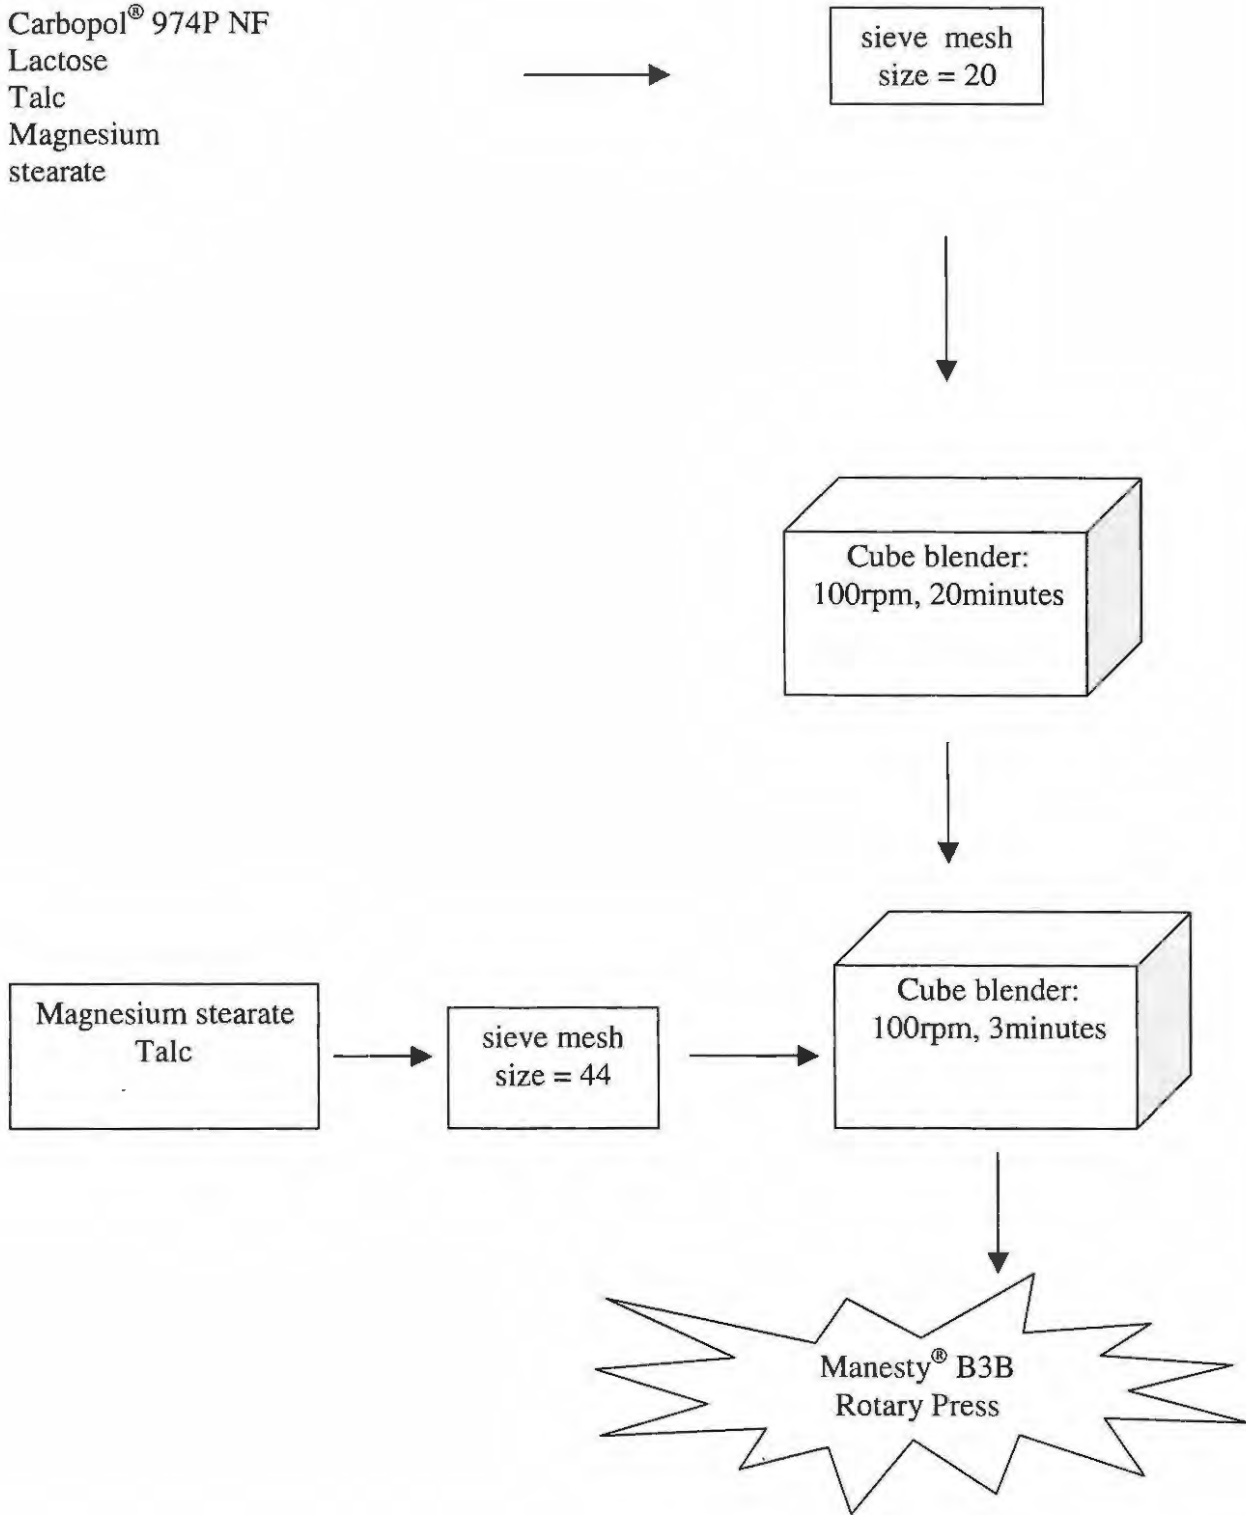 Carbopol® 974P NF
Lactose
Talc
Magnesium
stearate
sieve mesh
size = 20
Cube blender:
100rpm, 20minutes
Magnesium stearate
Talc
sieve mesh
size = 44
Cube blender:
100rpm, 3minutes
Manesty® B3B
Rotary Press